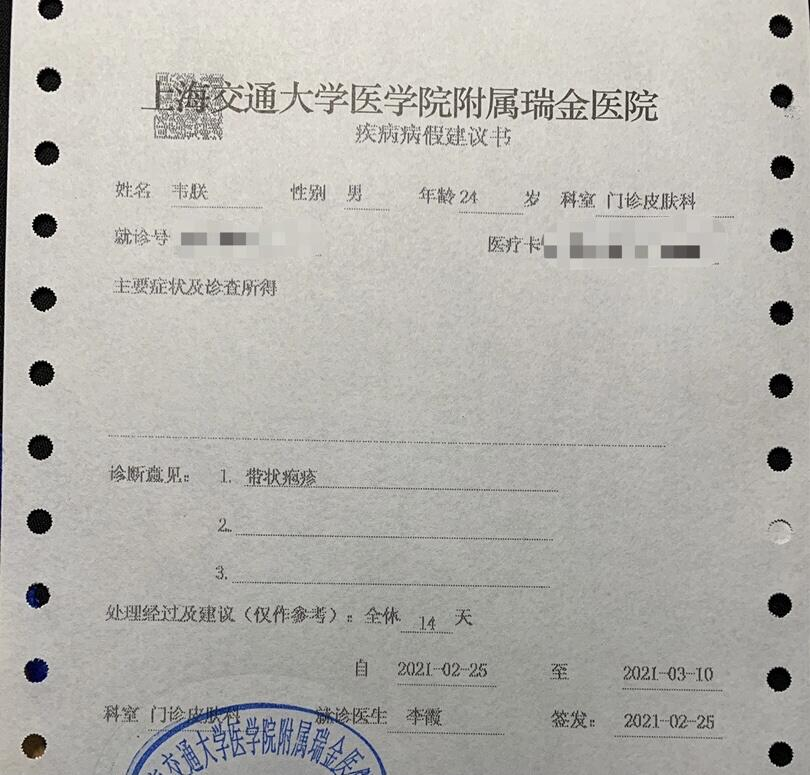 上海交通大学医学院附属瑞金医院
疾病病假建议书
姓名 韦朕 性别 男 年龄 24 岁 科室 门诊皮肤科
就诊号 医疗卡
主要症状及诊查所得
诊断意见： 1. 带状疱疹
2.
3.
处理经过及建议（仅作参考）：全休 14 天
自 2021-02-25 至 2021-03-10
科室 门诊皮肤科 就诊医生 李霞 签发： 2021-02-25
交通大学医学院附属瑞金医